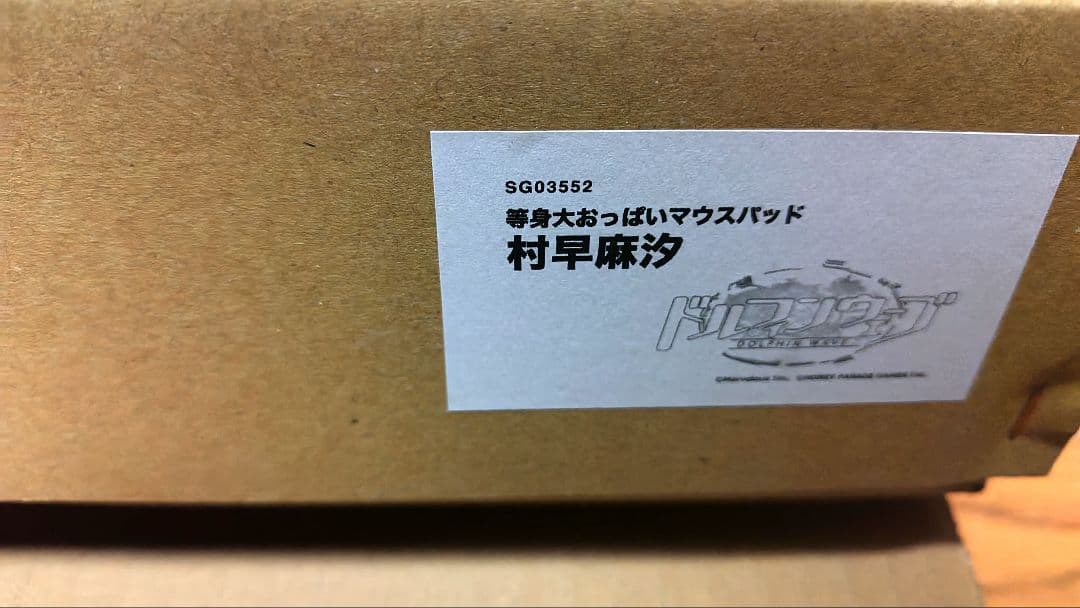 SG03552
等身大おっぱいマウスパッド
村早麻汐
ドルフィンウェーブ
DOLPHIN WAVE